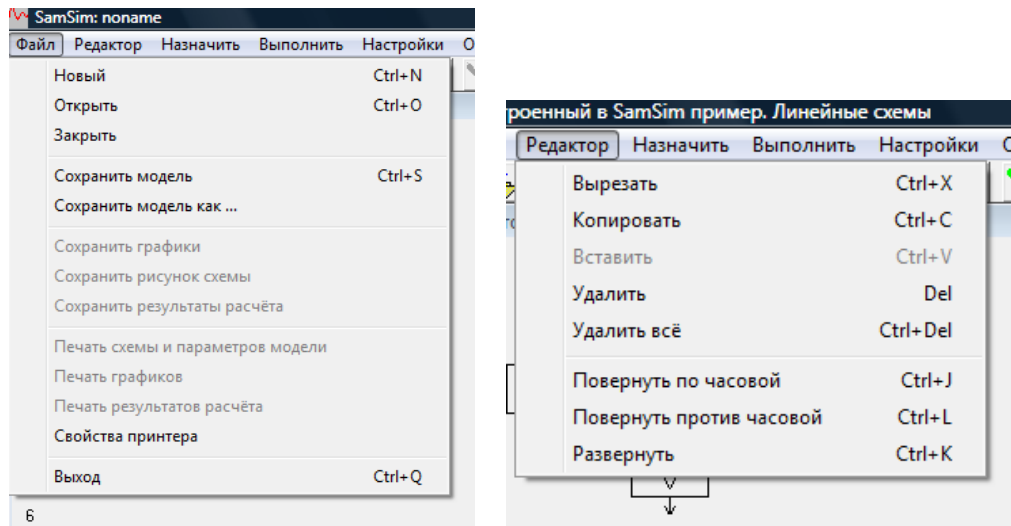 SamSim: noname
Файл Редактор Назначить Выполнить Настройки
Новый Ctrl+N
Открыть Ctrl+O
Закрыть
Сохранить модель Ctrl+S
Сохранить модель как ...
Сохранить графики
Сохранить рисунок схемы
Сохранить результаты расчёта
Печать схемы и параметров модели
Печать графиков
Печать результатов расчёта
Свойства принтера
Выход Ctrl+Q
6
роенный в SamSim пример. Линейные схемы
Редактор Назначить Выполнить Настройки
Вырезать Ctrl+X
Копировать Ctrl+C
Вставить Ctrl+V
Удалить Del
Удалить всё Ctrl+Del
Повернуть по часовой Ctrl+J
Повернуть против часовой Ctrl+L
Развернуть Ctrl+K